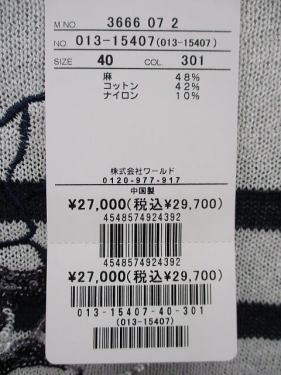 M.NO. 3666 07 2
NO 013-15407(013-15407)
SIZE 40 COL. 301
麻 48%
コットン 42%
ナイロン 10%
株式会社ワールド
0120-977-917
中国製
¥27,000(税込¥29,700)
4548574924392
4548574924392
¥27,000(税込¥29,700)
013-15407-40-301
(013-15407)